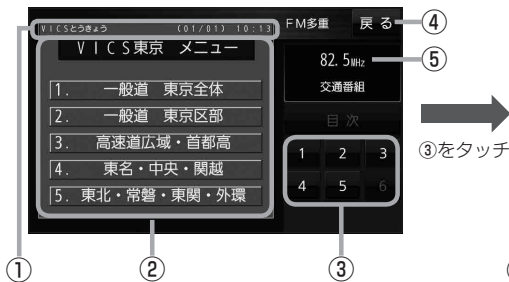 VICSとうきょう (01/01) 10:13 FM多重 戻る ④
VICS東京 メニュー
82.5MHz ⑤
交通番組
1. 一般道 東京全体
2. 一般道 東京区部
3. 高速道広域・首都高
4. 東名・中央・関越
5. 東北・常磐・東関・外環
目次
1 2 3
4 5 6
③をタッチ
① ② ③